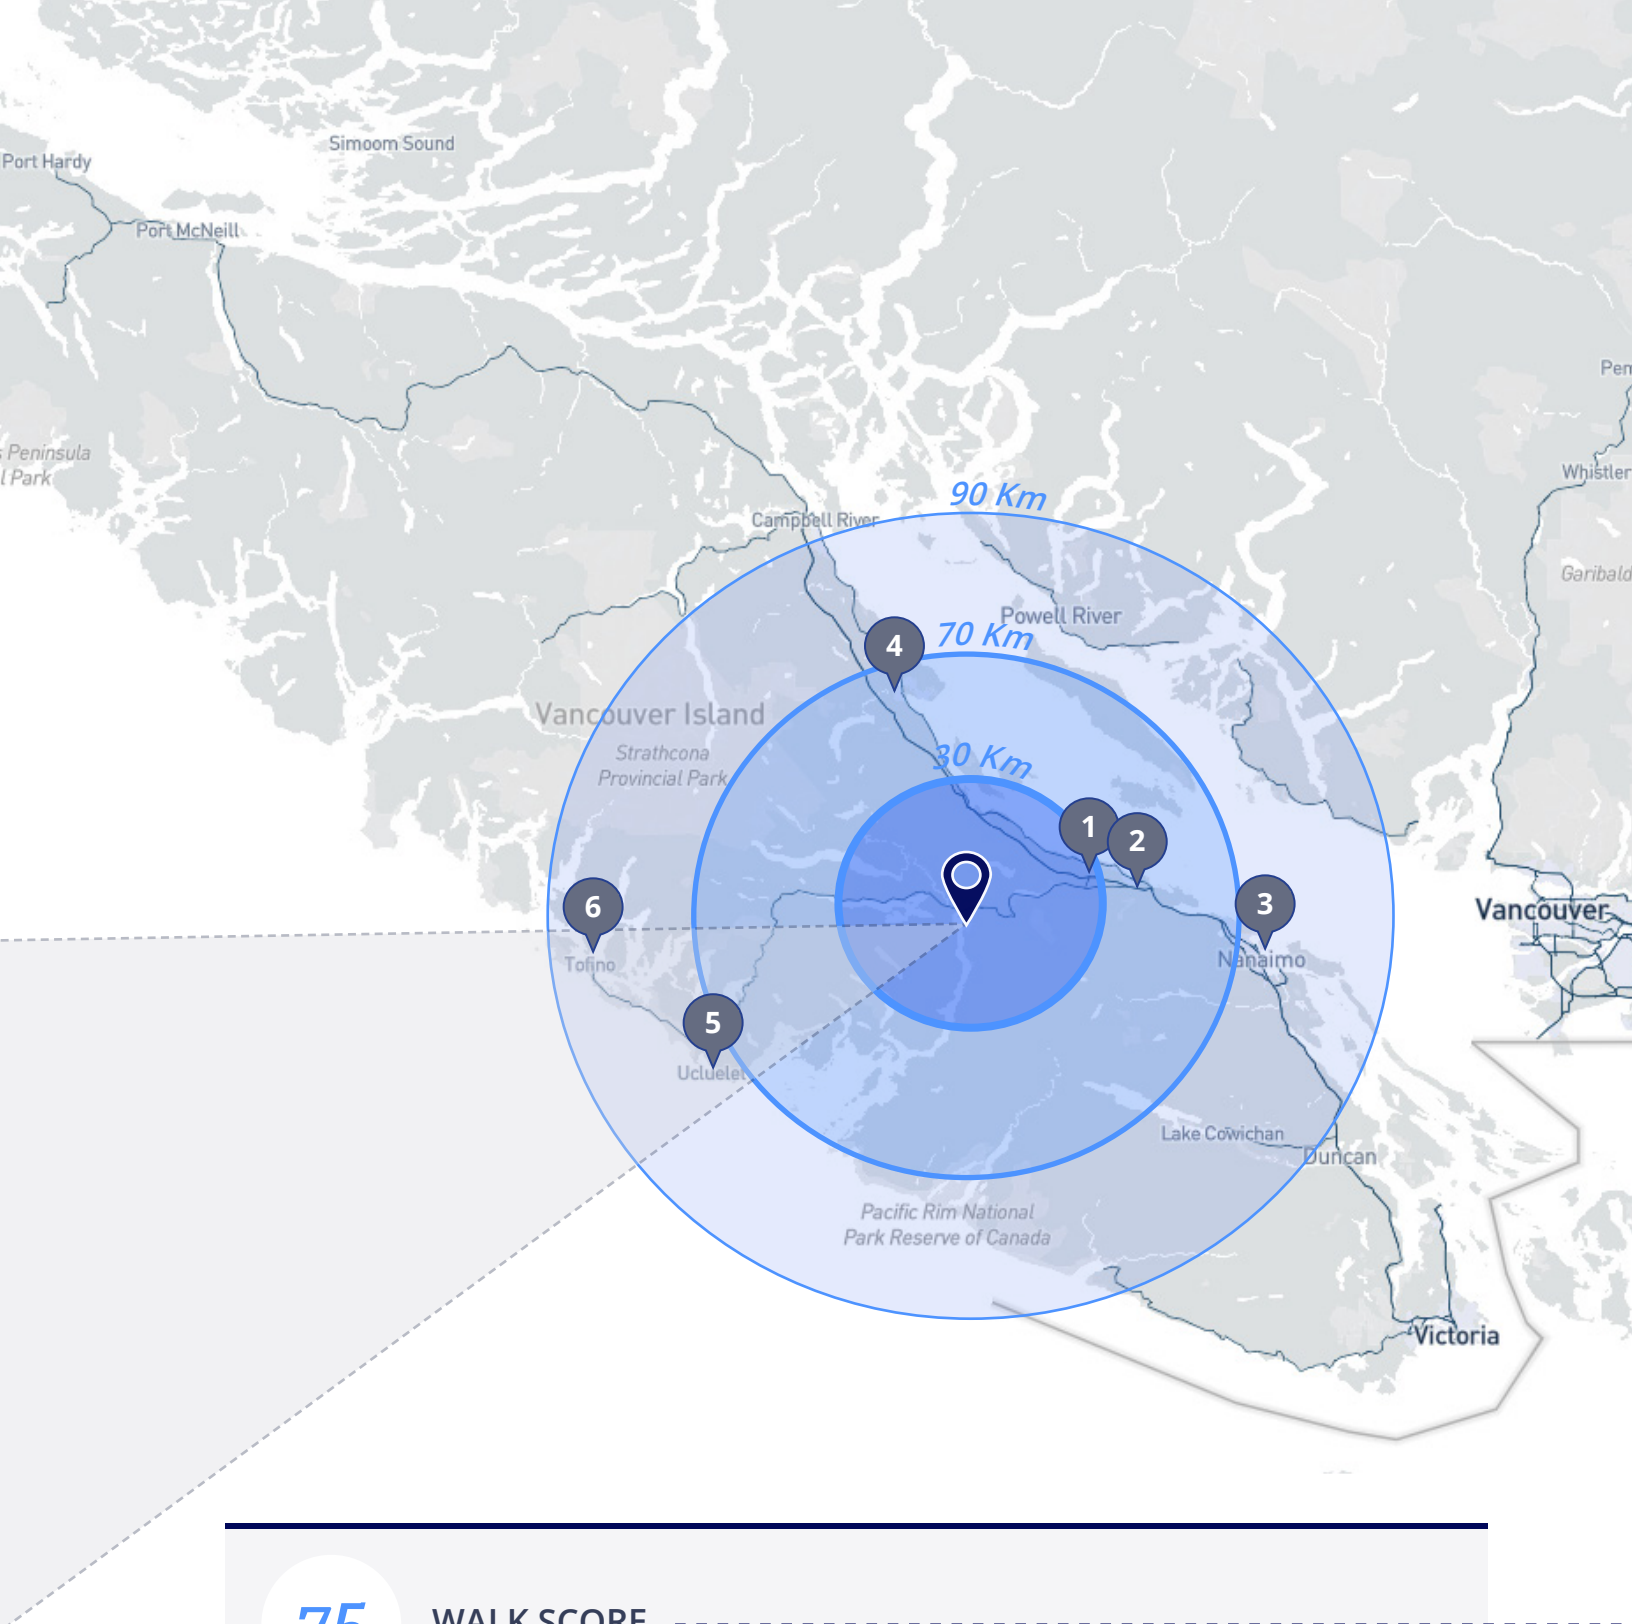 Simoom Sound
Port Hardy
Port McNeill
Pem
s Peninsula
l Park
Whistler
90 Km
Campbell River
Garibald
Powell River
70 Km
4
Vancouver Island
Strathcona
Provincial Park
30 Km
1
2
3
6
Vancouver
Nanaimo
Tofino
5
Ucluelet
Lake Cowichan
Duncan
Pacific Rim National
Park Reserve of Canada
Victoria
75
WALK SCORE